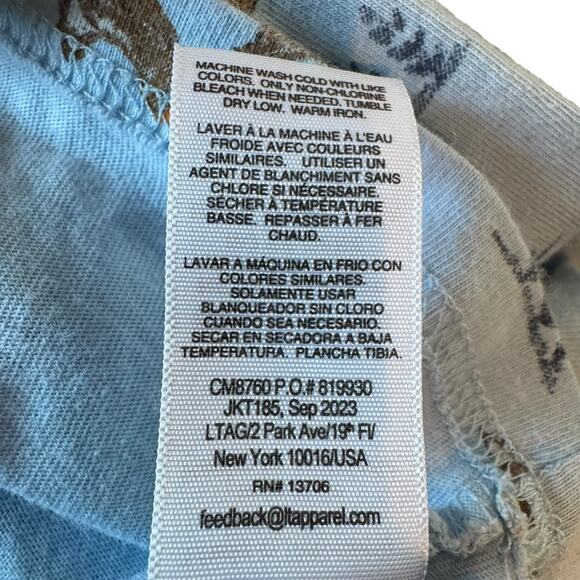 MACHINE WASH COLD WITH LIKE
COLORS. ONLY NON-CHLORINE
BLEACH WHEN NEEDED. TUMBLE
DRY LOW. WARM IRON.
LAVER À LA MACHINE À L'EAU
FROIDE AVEC COULEURS
SIMILAIRES. UTILISER UN
AGENT DE BLANCHIMENT SANS
CHLORE SI NÉCESSAIRE.
SÉCHER À TEMPÉRATURE
BASSE. REPASSER À FER
CHAUD.
LAVAR A MÁQUINA EN FRIO CON
COLORES SIMILARES.
SOLAMENTE USAR
BLANQUEADOR SIN CLORO
CUANDO SEA NECESARIO.
SECAR EN SECADORA A BAJA
TEMPERATURA. PLANCHA TIBIA.
CM8760 P.O.# 819930
JKT185, Sep 2023
LTAG/2 Park Ave/19th Fl/
New York 10016/USA
RN# 13706
feedback@ltapparel.com